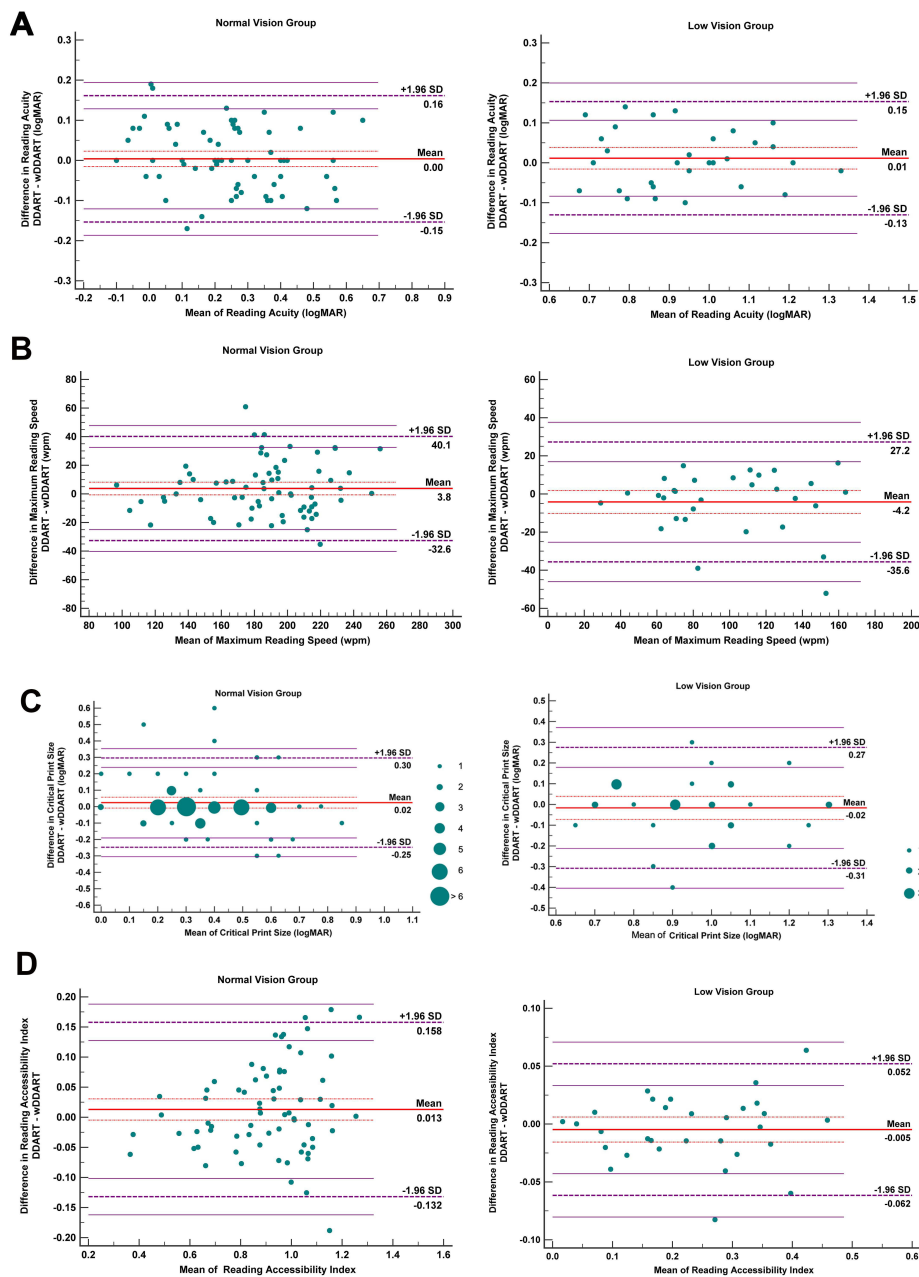 A
Normal Vision Group
Difference in Reading Acuity
DDART - wDDART (logMAR)
0.3
0.2
0.1
0.0
-0.1
-0.2
-0.3
+1.96 SD
0.16
Mean
0.00
-1.96 SD
-0.15
-0.2 -0.1 0.0 0.1 0.2 0.3 0.4 0.5 0.6 0.7 0.8 0.9
Mean of Reading Acuity (logMAR)
Low Vision Group
Difference in Reading Acuity
DDART - wDDART (logMAR)
0.3
0.2
0.1
0.0
-0.1
-0.2
-0.3
+1.96 SD
0.15
Mean
0.01
-1.96 SD
-0.13
0.6 0.7 0.8 0.9 1.0 1.1 1.2 1.3 1.4 1.5
Mean of Reading Acuity (logMAR)
B
Normal Vision Group
Difference in Maximum Reading Speed
DDART - wDDART (wpm)
80
60
40
20
0
-20
-40
-60
-80
+1.96 SD
40.1
Mean
3.8
-1.96 SD
-32.6
80 100 120 140 160 180 200 220 240 260 280 300
Mean of Maximum Reading Speed (wpm)
Low Vision Group
Difference in Maximum Reading Speed
DDART - wDDART (wpm)
60
40
20
0
-20
-40
-60
+1.96 SD
27.2
Mean
-4.2
-1.96 SD
-35.6
0 20 40 60 80 100 120 140 160 180 200
Mean of Maximum Reading Speed (wpm)
C
Normal Vision Group
Difference in Critical Print Size
DDART - wDDART (logMAR)
0.6
0.5
0.4
0.3
0.2
0.1
0.0
-0.1
-0.2
-0.3
-0.4
-0.5
-0.6
+1.96 SD
0.30
Mean
0.02
-1.96 SD
-0.25
0.0 0.1 0.2 0.3 0.4 0.5 0.6 0.7 0.8 0.9 1.0 1.1
Mean of Critical Print Size (logMAR)
1
2
3
4
5
6
> 6
Low Vision Group
Difference in Critical Print Size
DDART - wDDART (logMAR)
0.5
0.4
0.3
0.2
0.1
0.0
-0.1
-0.2
-0.3
-0.4
-0.5
+1.96 SD
0.27
Mean
-0.02
-1.96 SD
-0.31
0.6 0.7 0.8 0.9 1.0 1.1 1.2 1.3 1.4
Mean of Critical Print Size (logMAR)
D
Normal Vision Group
Difference in Reading Accessibility Index
DDART - wDDART
0.20
0.15
0.10
0.05
0.00
-0.05
-0.10
-0.15
-0.20
+1.96 SD
0.158
Mean
0.013
-1.96 SD
-0.132
0.2 0.4 0.6 0.8 1.0 1.2 1.4 1.6
Mean of Reading Accessibility Index
Low Vision Group
Difference in Reading Accessibility Index
DDART - wDDART
0.10
0.05
0.00
-0.05
-0.10
+1.96 SD
0.052
Mean
-0.005
-1.96 SD
-0.062
0.0 0.1 0.2 0.3 0.4 0.5 0.6
Mean of Reading Accessibility Index